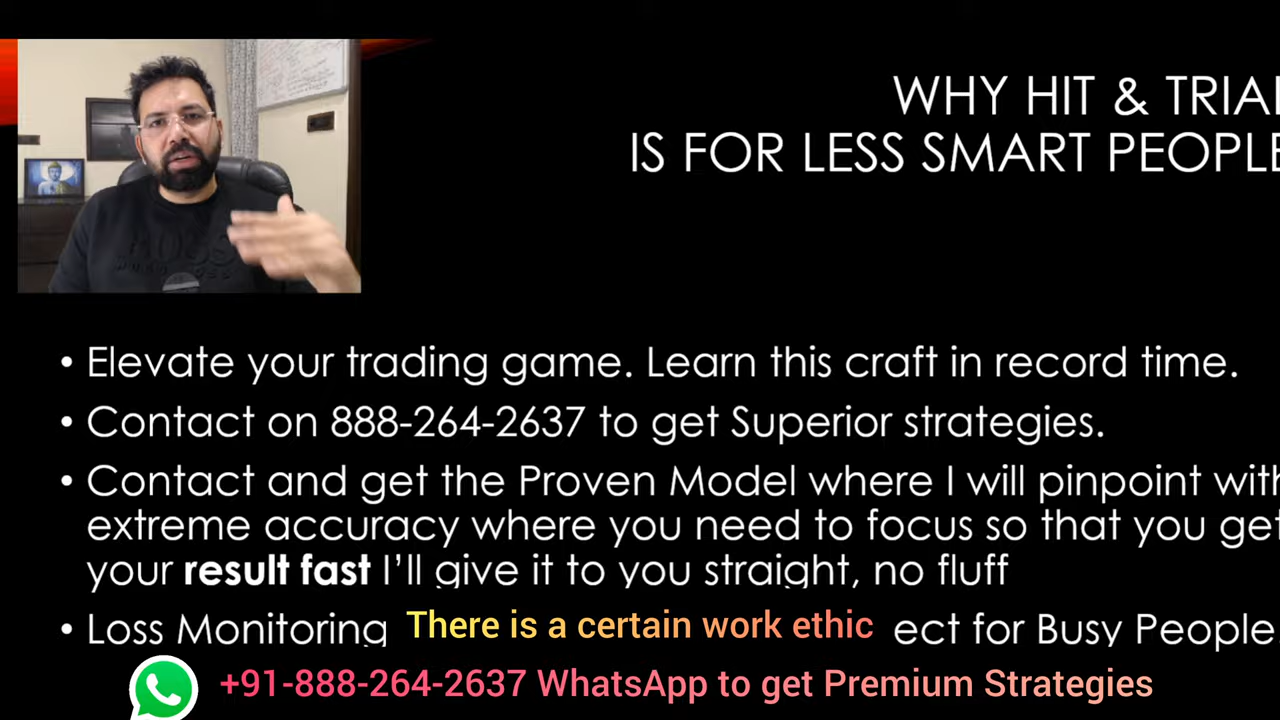 WHY HIT & TRIAL
IS FOR LESS SMART PEOPLE
• Elevate your trading game. Learn this craft in record time.
• Contact on 888-264-2637 to get Superior strategies.
• Contact and get the Proven Model where I will pinpoint with
extreme accuracy where you need to focus so that you get
your result fast I'll give it to you straight, no fluff
• Loss Monitoring There is a certain work ethic ect for Busy People
+91-888-264-2637 WhatsApp to get Premium Strategies